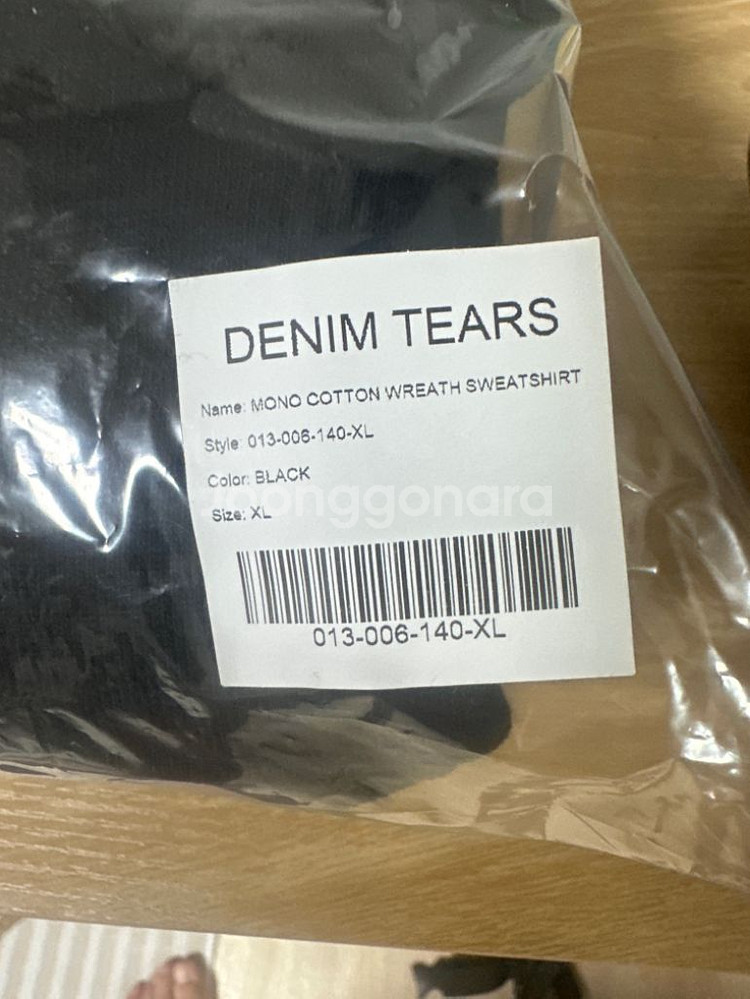 DENIM TEARS
Name: MONO COTTON WREATH SWEATSHIRT
Style: 013-006-140-XL
Color: BLACK
Joonggonara
Size: XL
013-006-140-XL